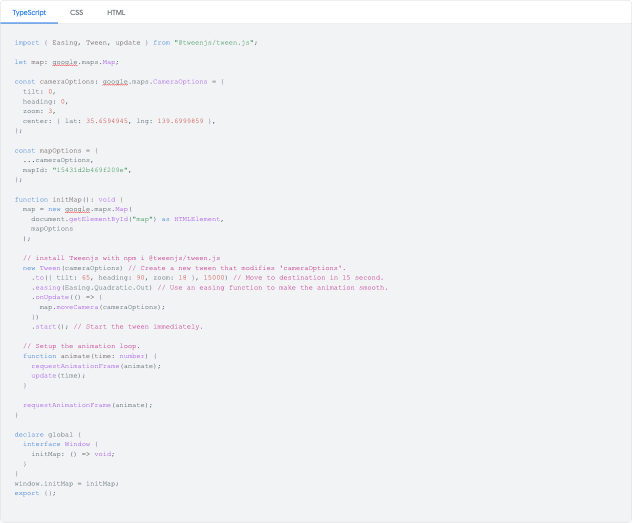 TypeScript CSS HTML
import { Easing, Tween, update } from "@tweenjs/tween.js";
let map: google.maps.Map;
const cameraOptions: google.maps.CameraOptions = {
  tilt: 0,
  heading: 0,
  zoom: 3,
  center: { lat: 35.6594945, lng: 139.6999859 },
};
const mapOptions = {
  ...cameraOptions,
  mapId: "15431d2b469f209e",
};
function initMap(): void {
  map = new google.maps.Map(
    document.getElementById("map") as HTMLElement,
    mapOptions
  );
  // install Tweenjs with npm i @tweenjs/tween.js
  new Tween(cameraOptions) // Create a new tween that modifies 'cameraOptions'.
    .to({ tilt: 65, heading: 90, zoom: 18 }, 15000) // Move to destination in 15 second.
    .easing(Easing.Quadratic.Out) // Use an easing function to make the animation smooth.
    .onUpdate(() => {
      map.moveCamera(cameraOptions);
    })
    .start(); // Start the tween immediately.
  // Setup the animation loop.
  function animate(time: number) {
    requestAnimationFrame(animate);
    update(time);
  }
  requestAnimationFrame(animate);
}
declare global {
  interface Window {
    initMap: () => void;
  }
}
window.initMap = initMap;
export {};